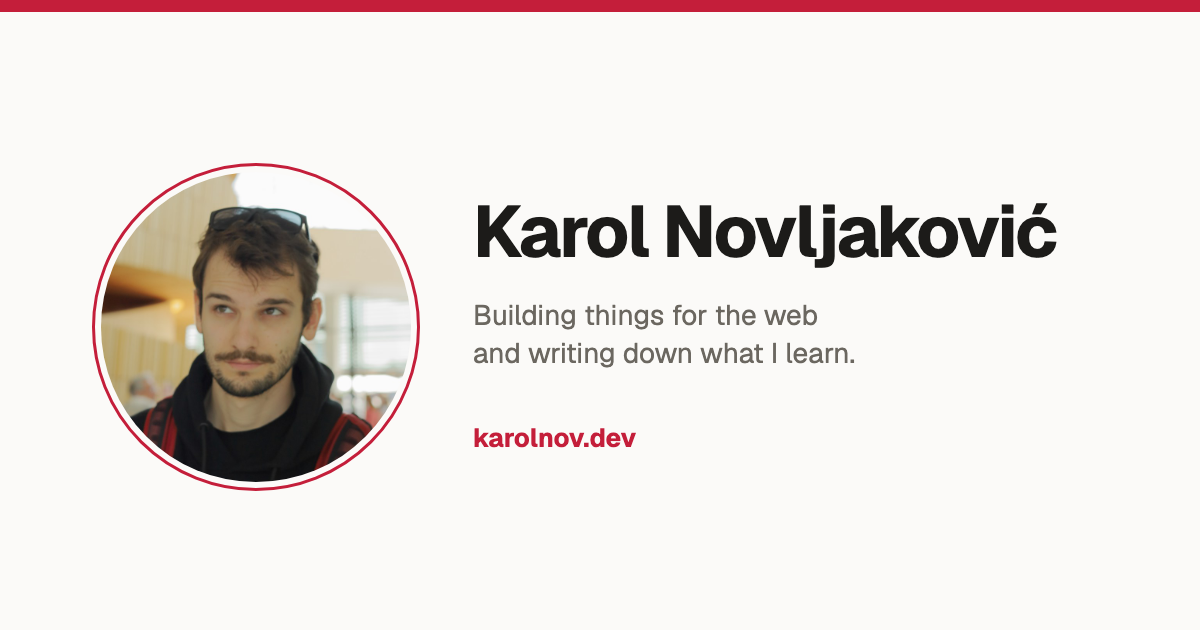 Karol Novljaković
Building things for the web
and writing down what I learn.
karolnov.dev